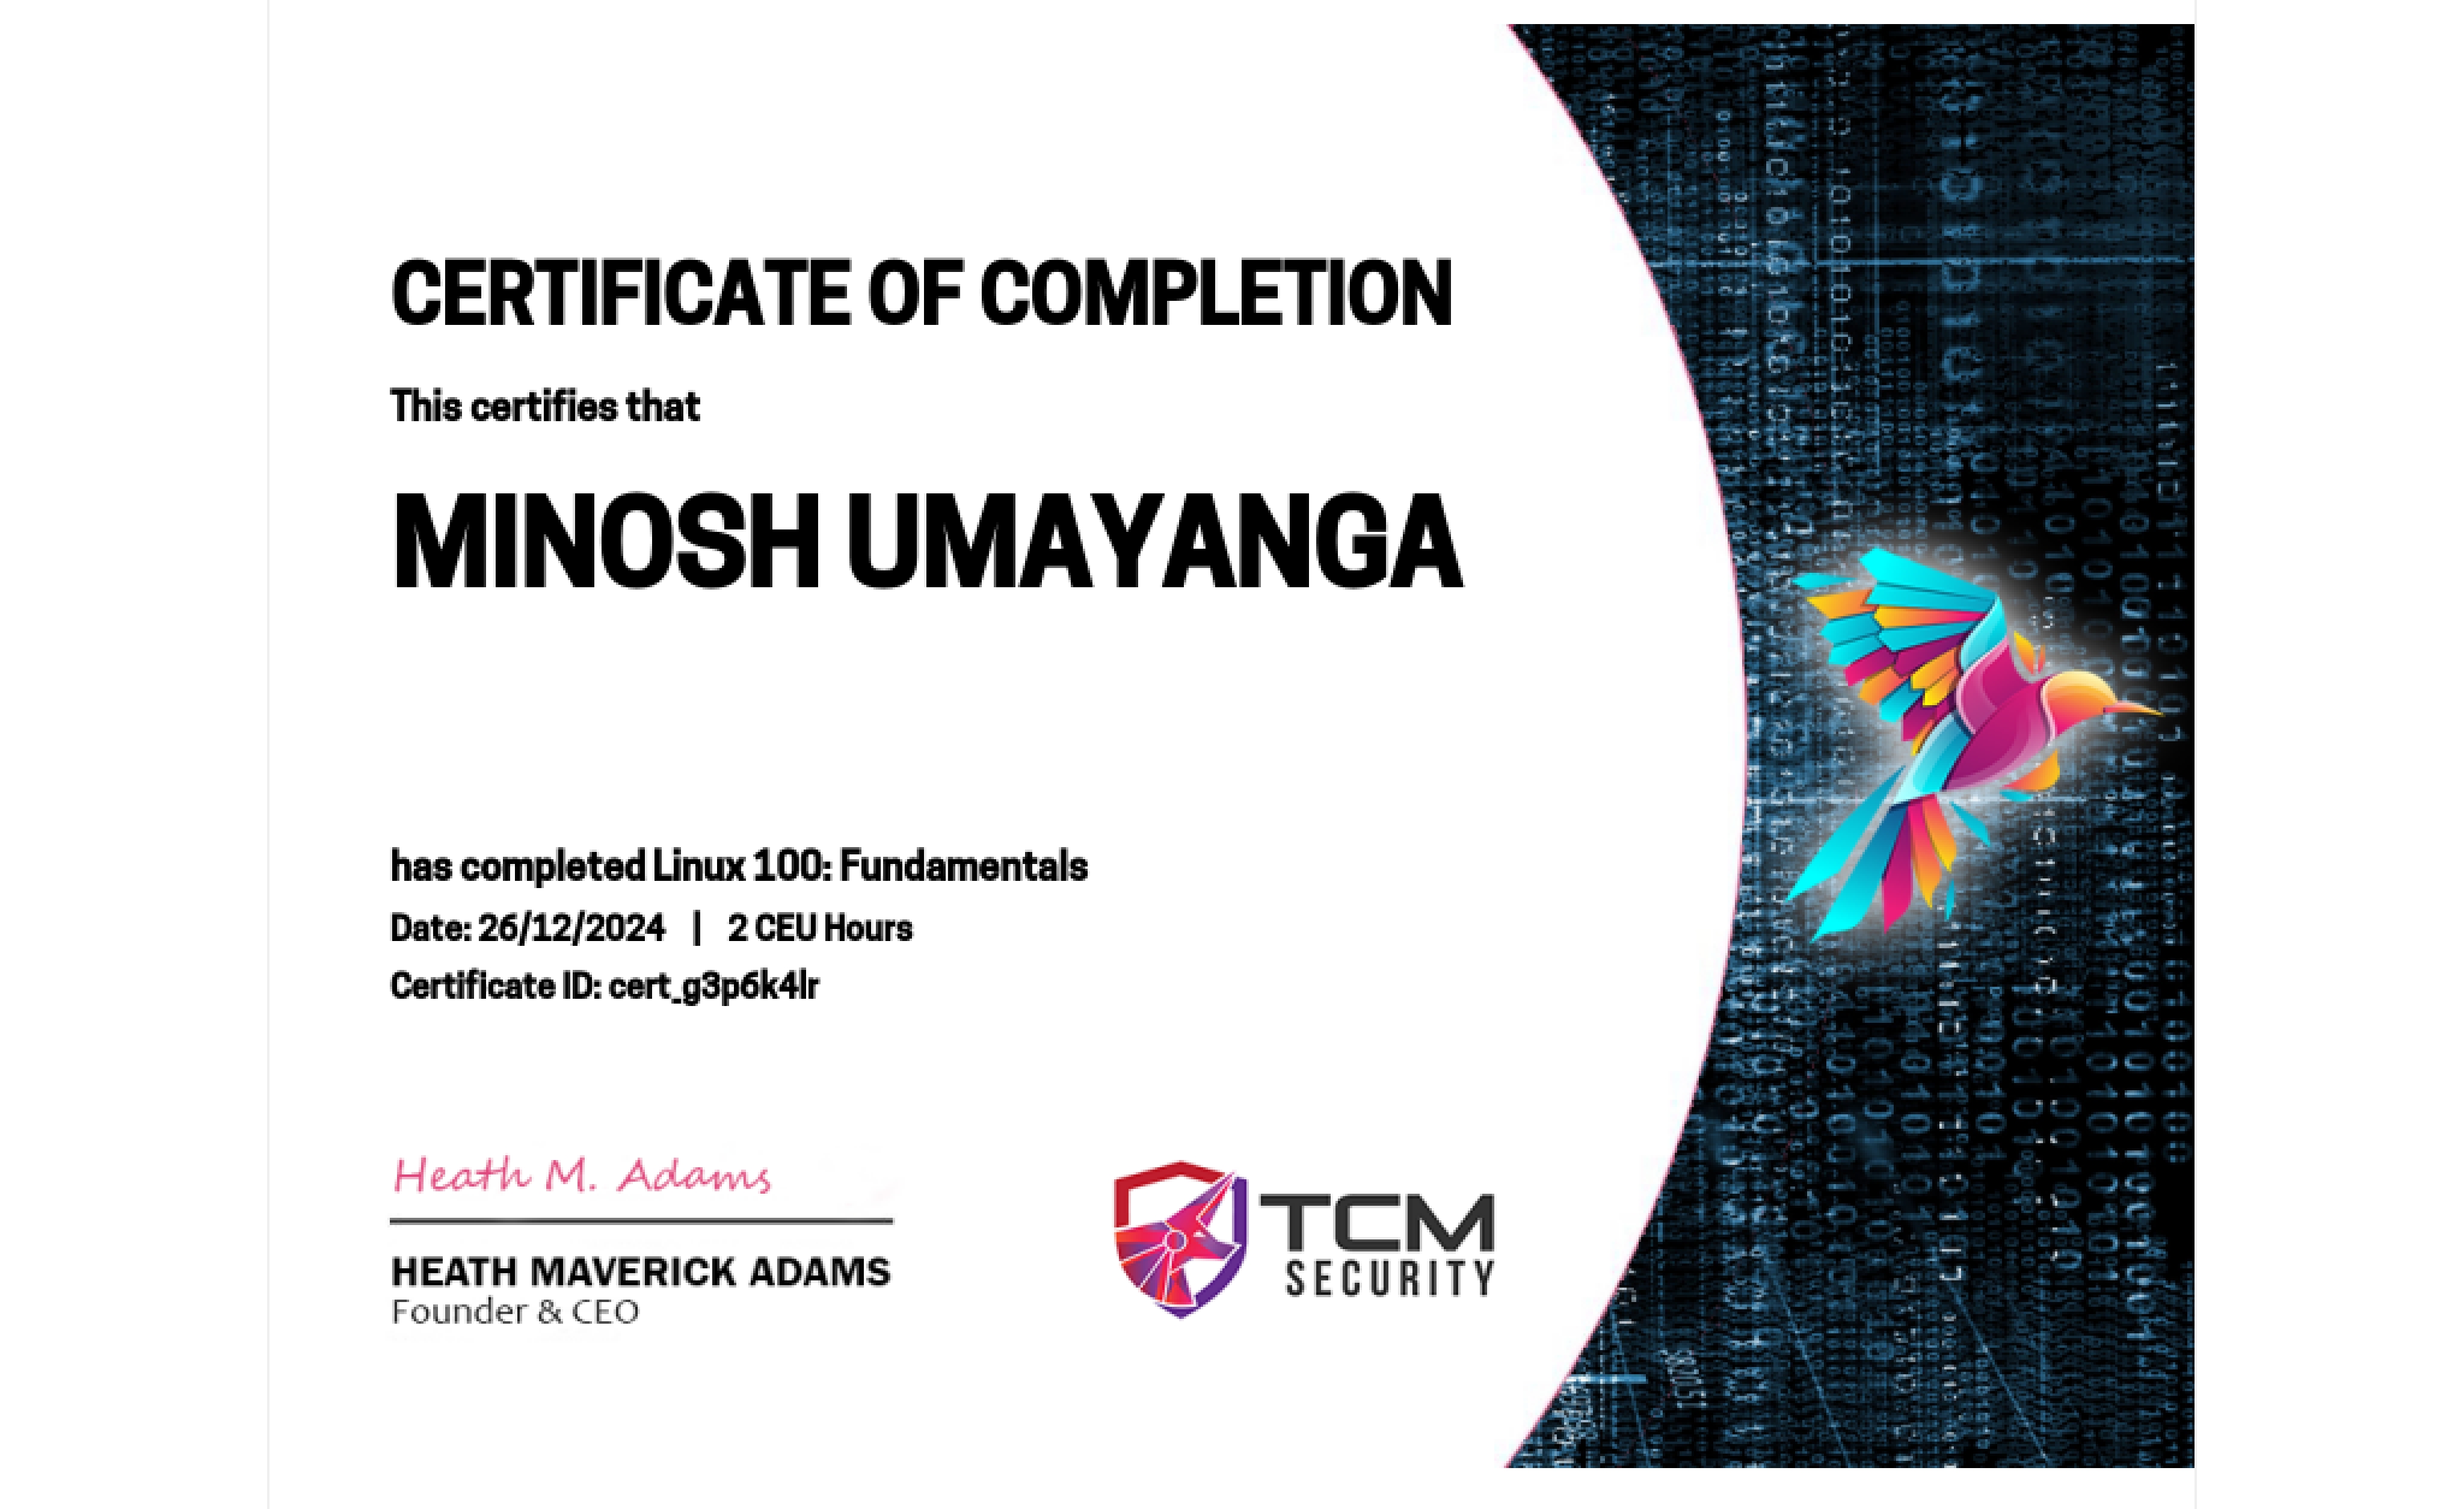 CERTIFICATE OF COMPLETION
This certifies that
MINOSH UMAYANGA
has completed Linux 100: Fundamentals
Date: 26/12/2024 | 2 CEU Hours
Certificate ID: cert_g3p6k4lr
Heath M. Adams
HEATH MAVERICK ADAMS
Founder & CEO
TCM
SECURITY